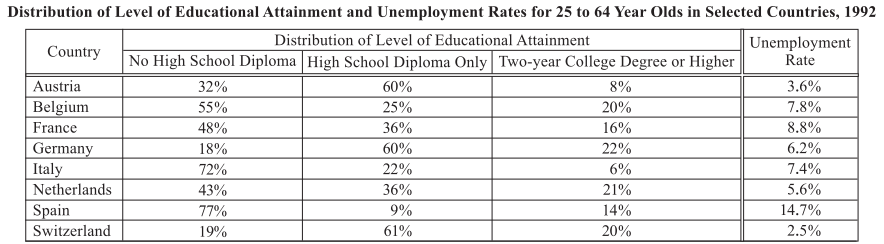 Distribution of Level of Educational Attainment and Unemployment Rates for 25 to 64 Year Olds in Selected Countries, 1992
Country Distribution of Level of Educational Attainment Unemployment Rate
No High School Diploma High School Diploma Only Two-year College Degree or Higher
Austria 32% 60% 8% 3.6%
Belgium 55% 25% 20% 7.8%
France 48% 36% 16% 8.8%
Germany 18% 60% 22% 6.2%
Italy 72% 22% 6% 7.4%
Netherlands 43% 36% 21% 5.6%
Spain 77% 9% 14% 14.7%
Switzerland 19% 61% 20% 2.5%